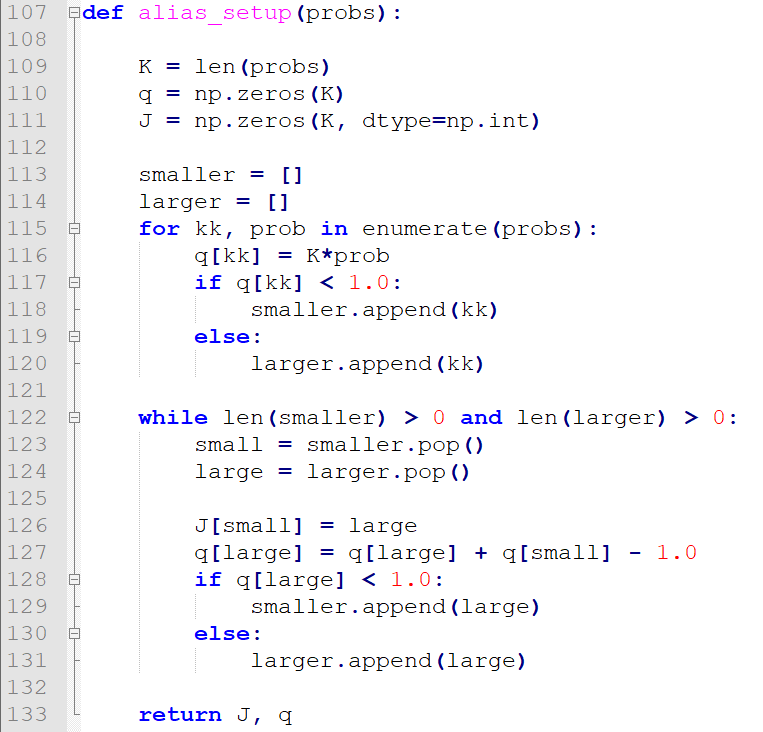 107 def alias_setup(probs):
108
109     K = len(probs)
110     q = np.zeros(K)
111     J = np.zeros(K, dtype=np.int)
112
113     smaller = []
114     larger = []
115     for kk, prob in enumerate(probs):
116         q[kk] = K*prob
117         if q[kk] < 1.0:
118             smaller.append(kk)
119         else:
120             larger.append(kk)
121
122     while len(smaller) > 0 and len(larger) > 0:
123         small = smaller.pop()
124         large = larger.pop()
125
126         J[small] = large
127         q[large] = q[large] + q[small] - 1.0
128         if q[large] < 1.0:
129             smaller.append(large)
130         else:
131             larger.append(large)
132
133     return J, q